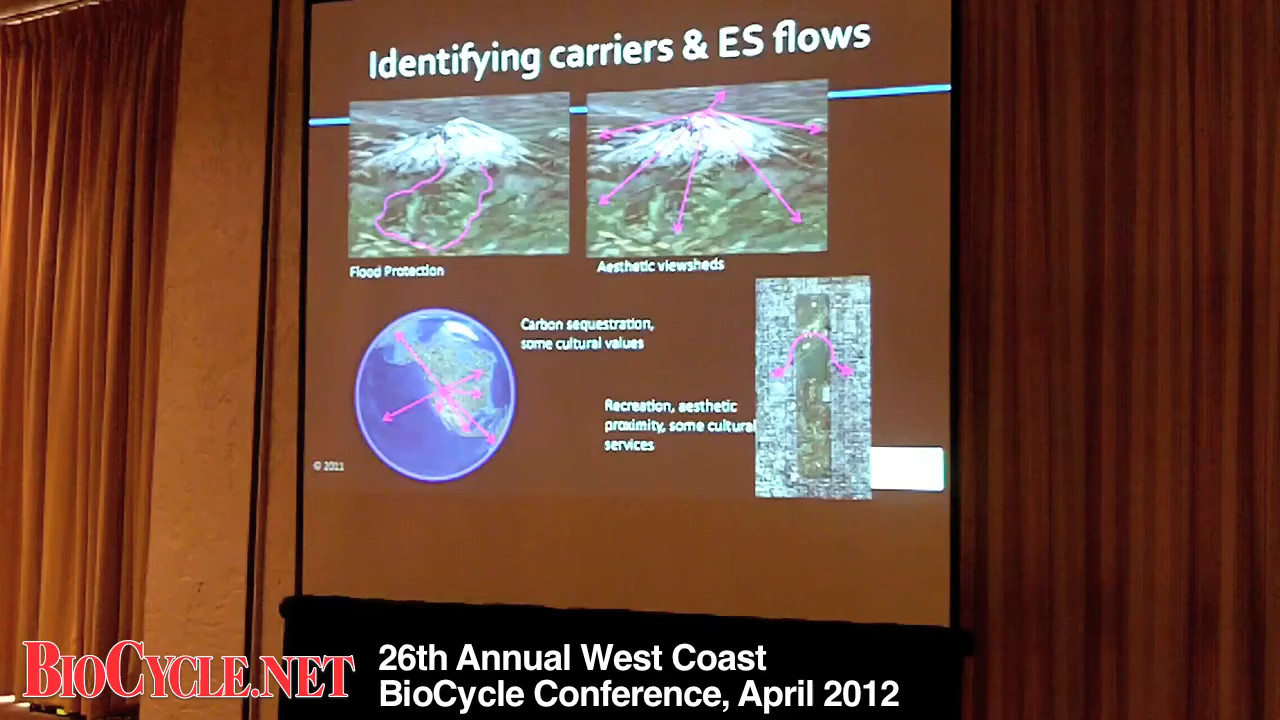 Identifying carriers & ES flows
Flood Protection
Aesthetic viewsheds
Carbon sequestration,
some cultural values
Recreation, aesthetic
proximity, some cultural
services
© 2011
BIOCYCLE.NET
26th Annual West Coast
BioCycle Conference, April 2012